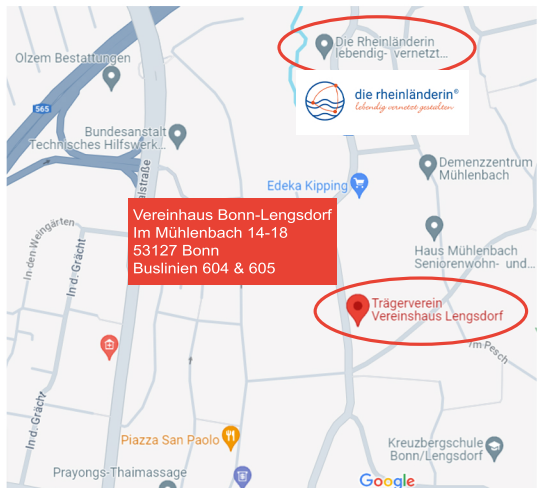 Die Rheinländerin
lebendig- vernetzt...
Olzem Bestattungen
die rheinländerin®
lebendig vernetzt gestalten
565
Bundesanstalt
Technisches Hilfswerk...
Demenzzentrum
Mühlenbach
Edeka Kipping
alstraße
Vereinhaus Bonn-Lengsdorf
Im Mühlenbach 14-18
53127 Bonn
Buslinien 604 & 605
In den Weingärten
In d. Grächt
Haus Mühlenbach
Seniorenwohn- und...
Trägerverein
Vereinshaus Lengsdorf
Im Pesch
In d. Grächt
Piazza San Paolo
Kreuzbergschule
Bonn/Lengsdorf
Prayongs-Thaimassage
Google